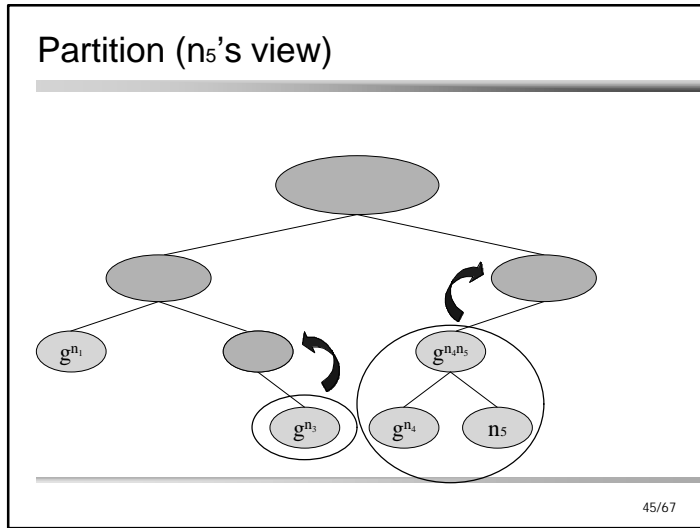 Partition (n₅'s view)
gⁿ¹
gⁿ⁴ⁿ⁵
gⁿ³
gⁿ⁴
n5
45/67